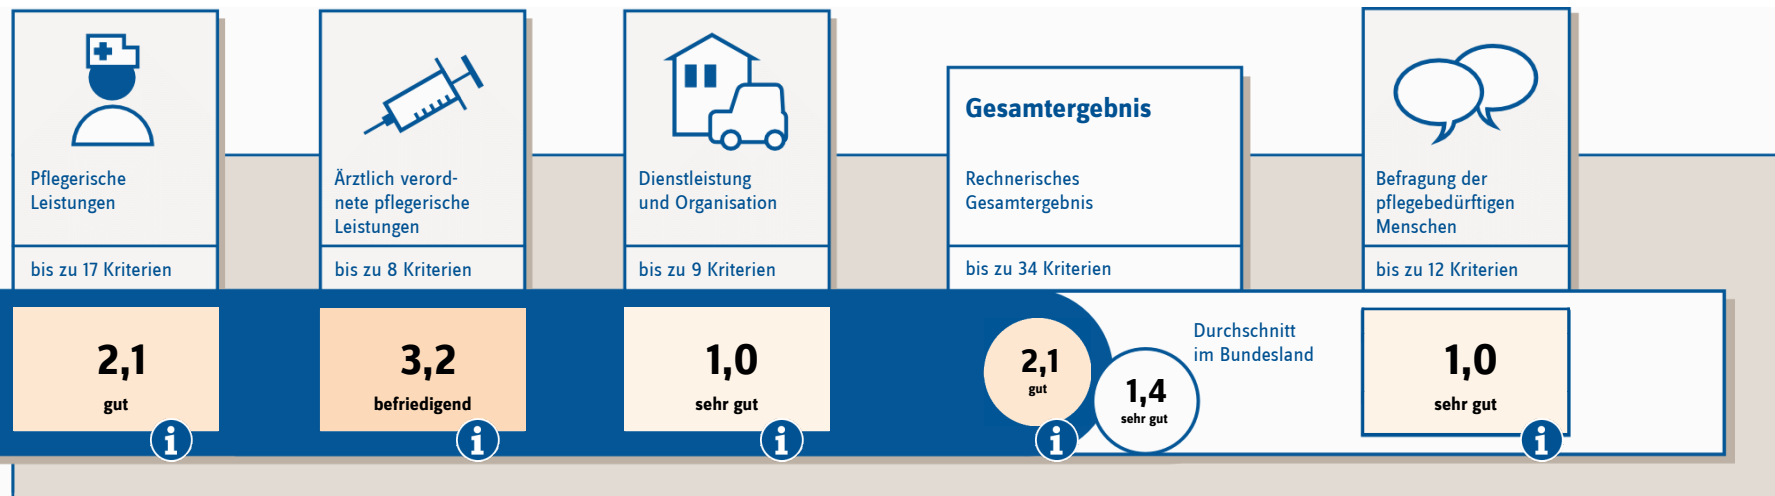 Pflegerische
Leistungen
bis zu 17 Kriterien
2,1
gut
i
Ärztlich verord-
nete pflegerische
Leistungen
bis zu 8 Kriterien
3,2
befriedigend
i
Dienstleistung
und Organisation
bis zu 9 Kriterien
1,0
sehr gut
i
Gesamtergebnis
Rechnerisches
Gesamtergebnis
bis zu 34 Kriterien
2,1
gut
i
1,4
sehr gut
Durchschnitt
im Bundesland
Befragung der
pflegebedürftigen
Menschen
bis zu 12 Kriterien
1,0
sehr gut
i